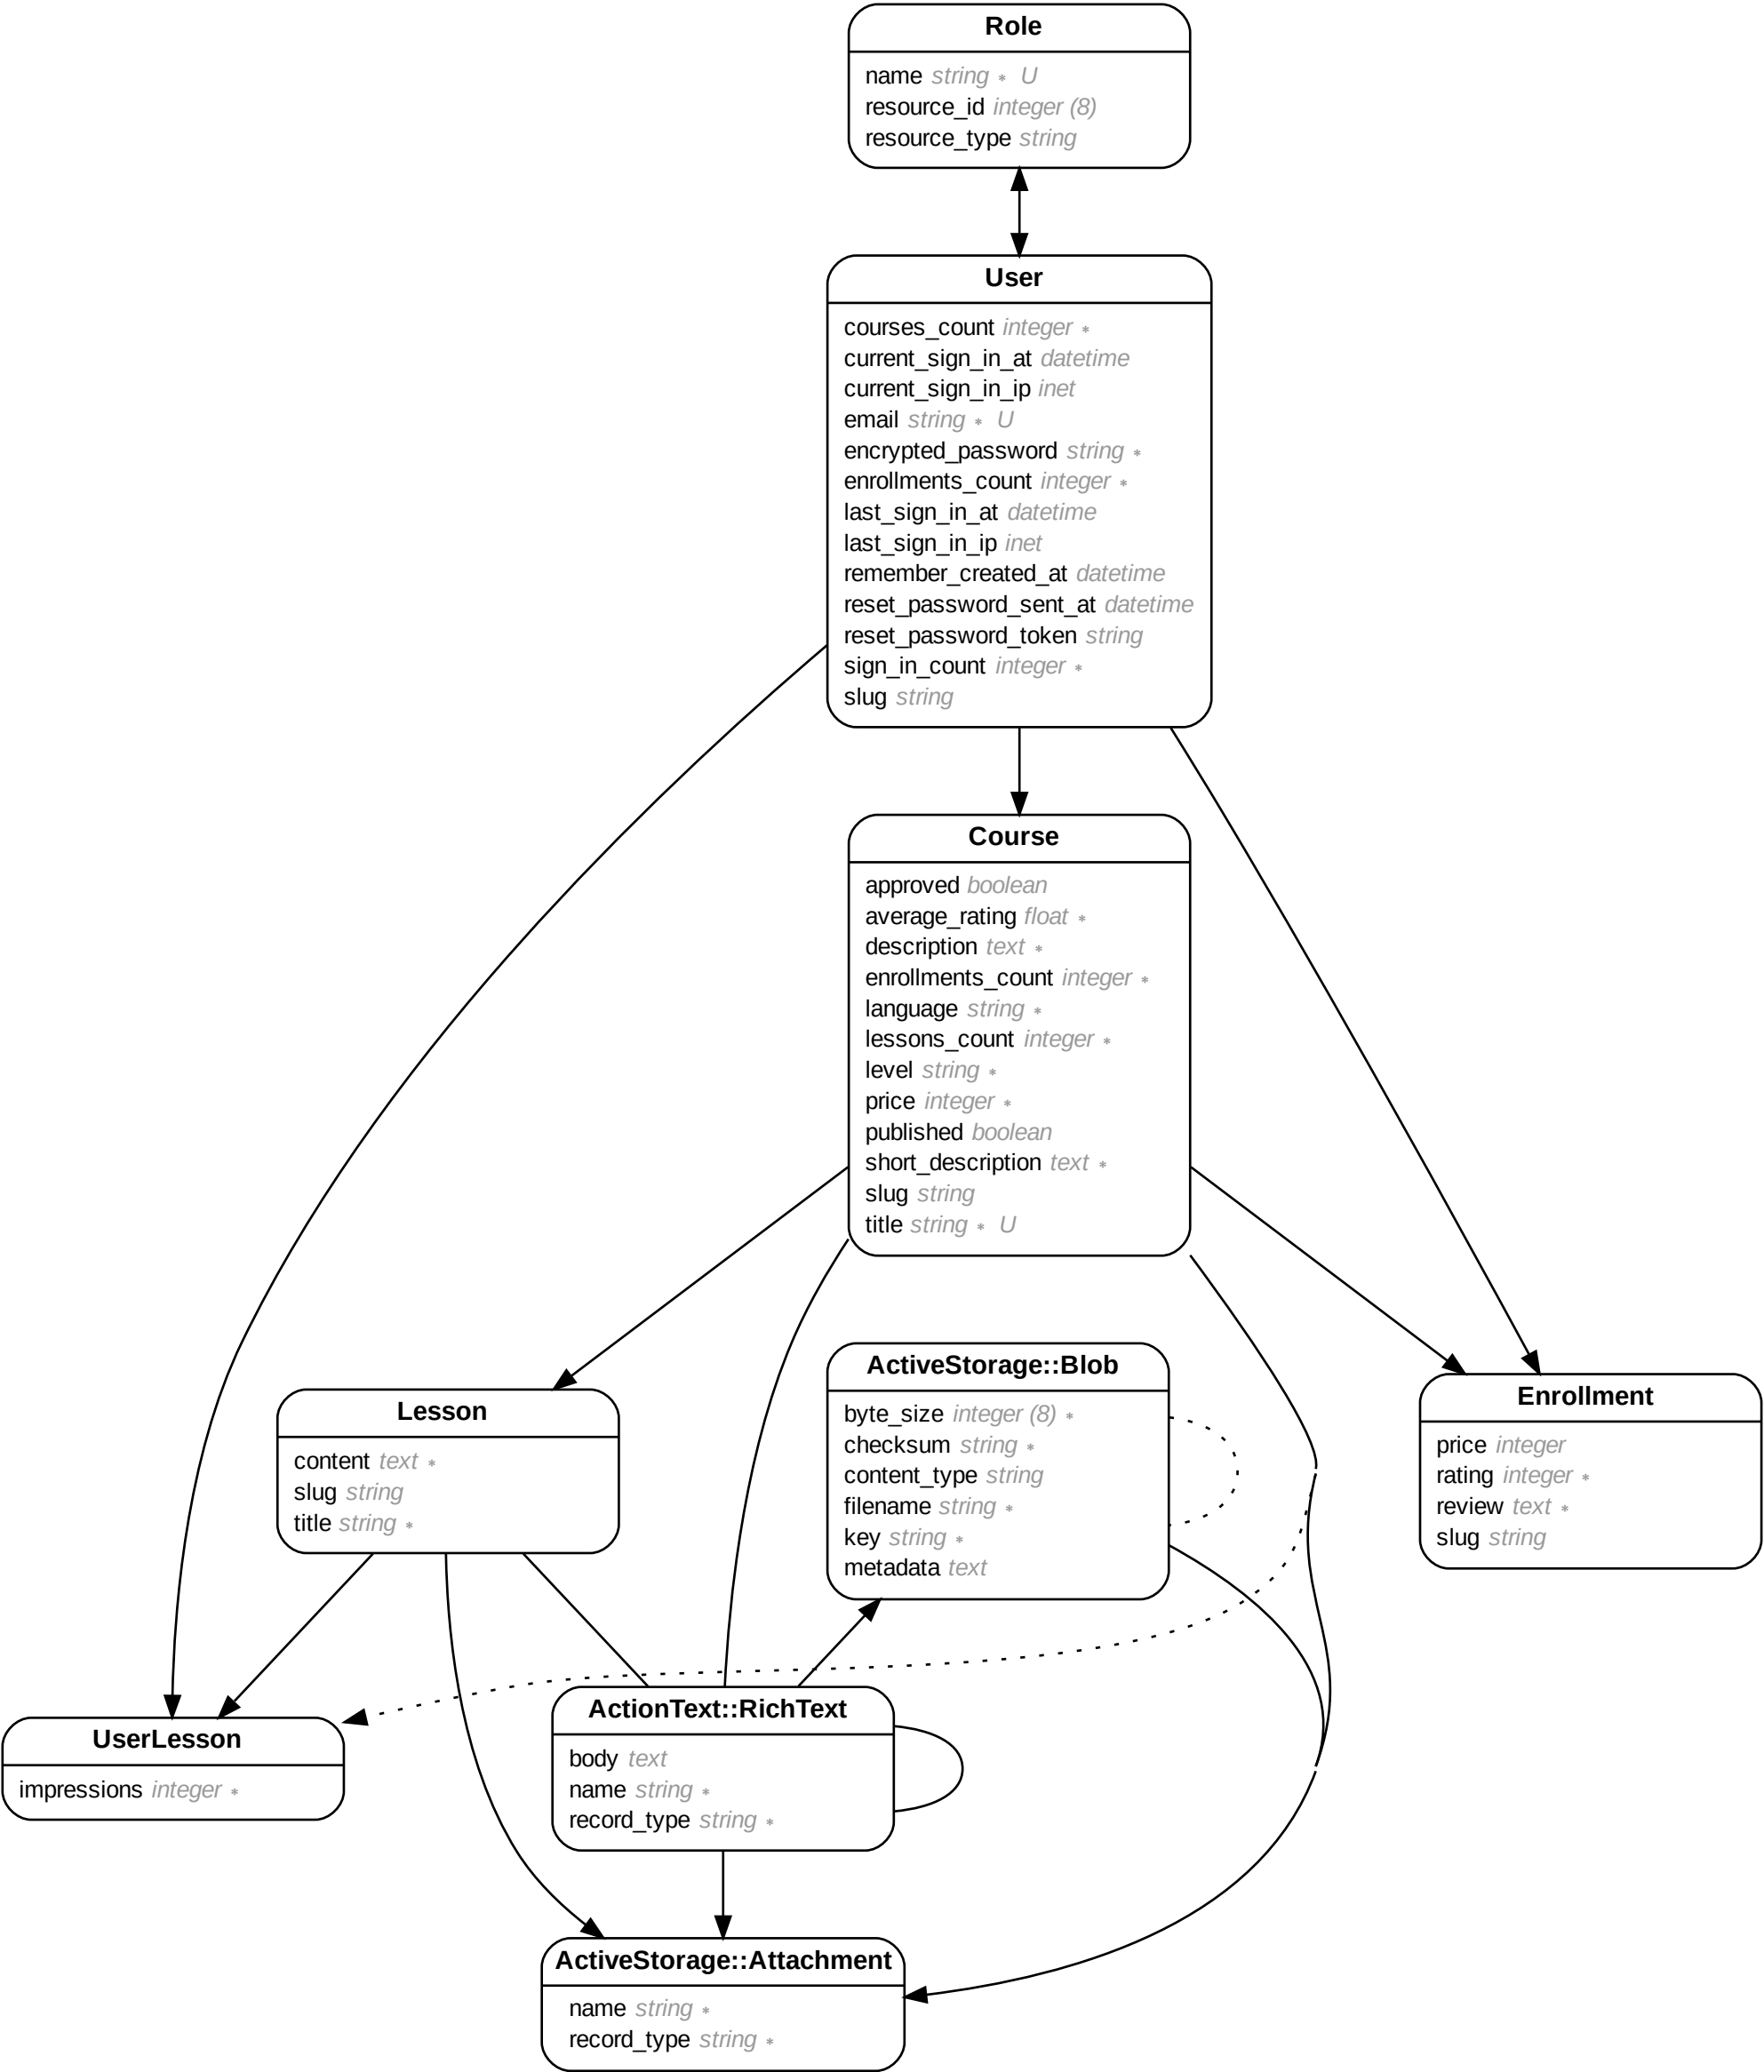 Role
name string * U
resource_id integer (8)
resource_type string
User
courses_count integer *
current_sign_in_at datetime
current_sign_in_ip inet
email string * U
encrypted_password string *
enrollments_count integer *
last_sign_in_at datetime
last_sign_in_ip inet
remember_created_at datetime
reset_password_sent_at datetime
reset_password_token string
sign_in_count integer *
slug string
Course
approved boolean
average_rating float *
description text *
enrollments_count integer *
language string *
lessons_count integer *
level string *
price integer *
published boolean
short_description text *
slug string
title string * U
ActiveStorage::Blob
byte_size integer (8) *
checksum string *
content_type string
filename string *
key string *
metadata text
Enrollment
price integer
rating integer *
review text *
slug string
Lesson
content text *
slug string
title string *
ActionText::RichText
body text
name string *
record_type string *
UserLesson
impressions integer *
ActiveStorage::Attachment
name string *
record_type string *